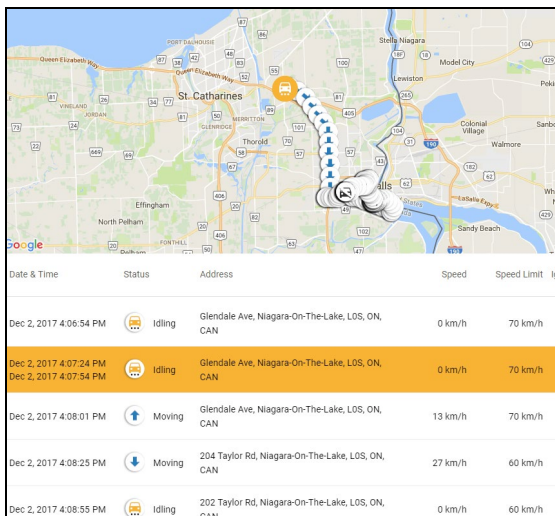 PORT DALHOUSIE
Stella Niagara
Queen Elizabeth Way
Queen Elizabeth Way
Model City
Lewiston
St. Catharines
VINELAND
JORDAN
MERRITTON
GLENRIDGE
Thorold
Colonial
Village
Sanbo
Walmore
Effingham
North Pelham
FONTHILL
Pelham
alls
LaSalle Expy
Sandy Beach
Google
Date & Time Status Address Speed Speed Limit Ig
Dec 2, 2017 4:06:54 PM Idling Glendale Ave, Niagara-On-The-Lake, L0S, ON, CAN 0 km/h 70 km/h
Dec 2, 2017 4:07:24 PM
Dec 2, 2017 4:07:54 PM Idling Glendale Ave, Niagara-On-The-Lake, L0S, ON, CAN 0 km/h 70 km/h
Dec 2, 2017 4:08:01 PM Moving Glendale Ave, Niagara-On-The-Lake, L0S, ON, CAN 13 km/h 70 km/h
Dec 2, 2017 4:08:25 PM Moving 204 Taylor Rd, Niagara-On-The-Lake, L0S, ON, CAN 27 km/h 60 km/h
Dec 2, 2017 4:08:55 PM Idling 202 Taylor Rd, Niagara-On-The-Lake, L0S, ON, CAN 0 km/h 60 km/h